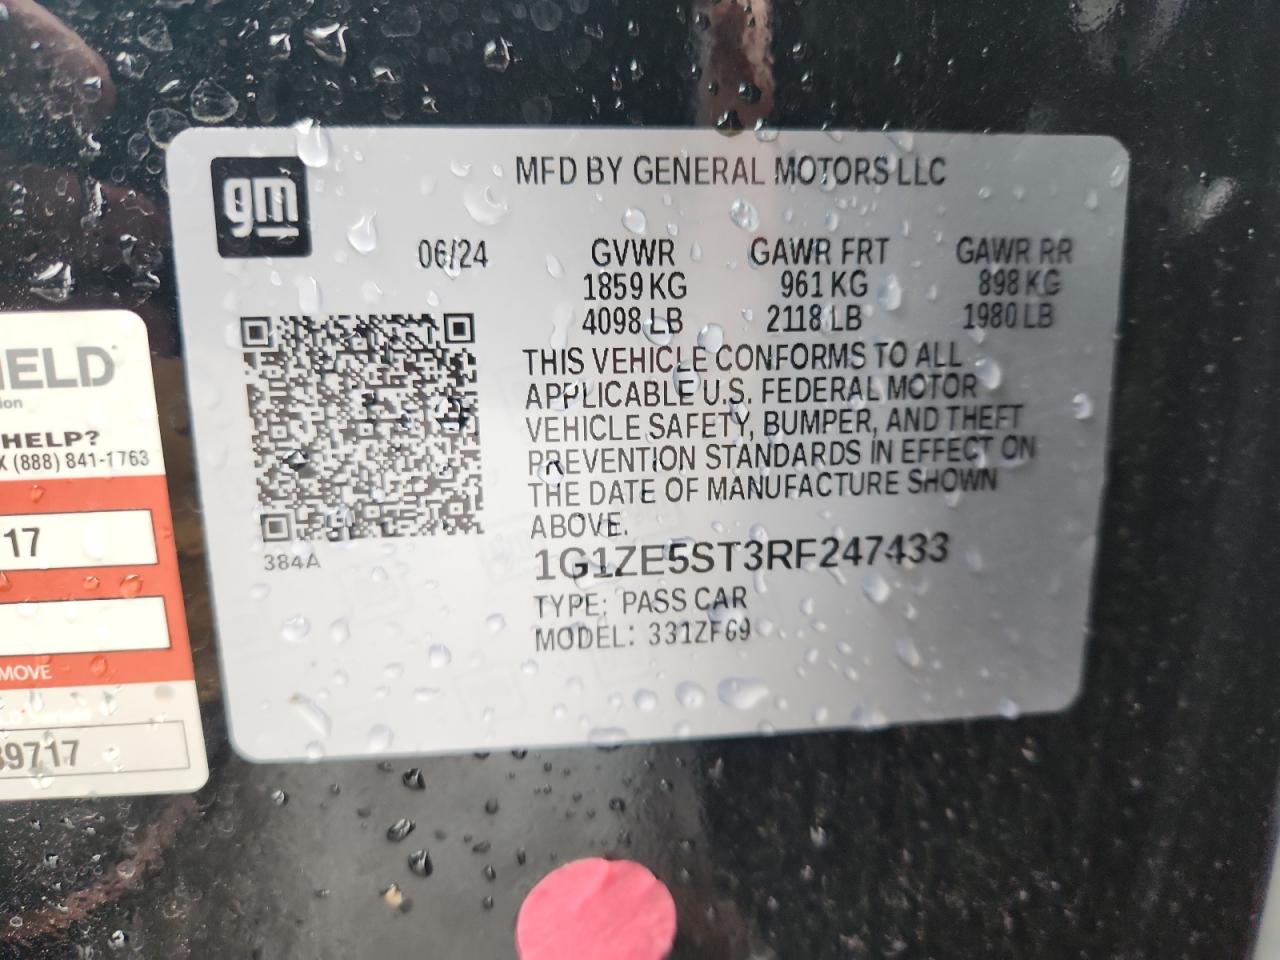 gm
MFD BY GENERAL MOTORS LLC
06/24
GVWR GAWR FRT GAWR RR
1859 KG 961 KG 898 KG
4098 LB 2118 LB 1980 LB
THIS VEHICLE CONFORMS TO ALL
APPLICABLE U.S. FEDERAL MOTOR
VEHICLE SAFETY, BUMPER, AND THEFT
PREVENTION STANDARDS IN EFFECT ON
THE DATE OF MANUFACTURE SHOWN
ABOVE.
384A
1G1ZE5ST3RF247433
TYPE: PASS CAR
MODEL: 331ZF69
IELD
ion
HELP?
X (888) 841-1763
17
MOVE
39717